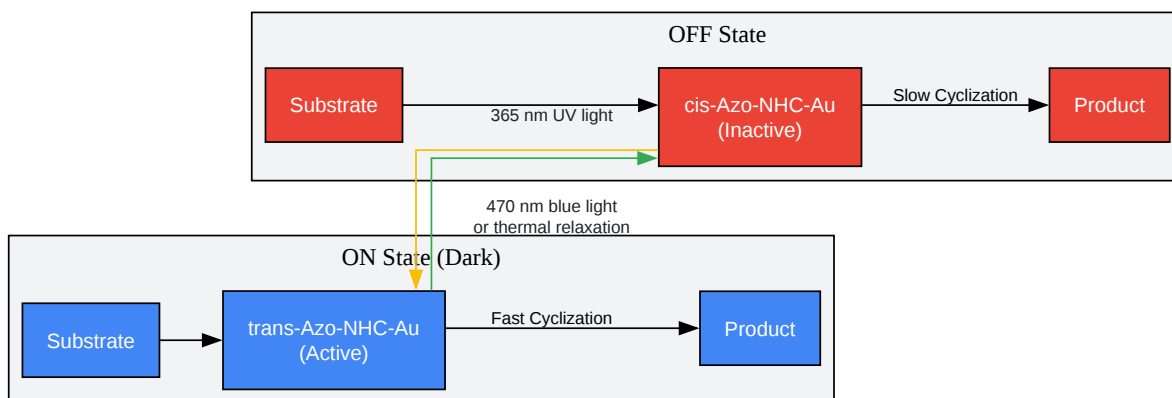 OFF State
Substrate
365 nm UV light
cis-Azo-NHC-Au
(Inactive)
Slow Cyclization
Product
470 nm blue light
or thermal relaxation
ON State (Dark)
Substrate
trans-Azo-NHC-Au
(Active)
Fast Cyclization
Product